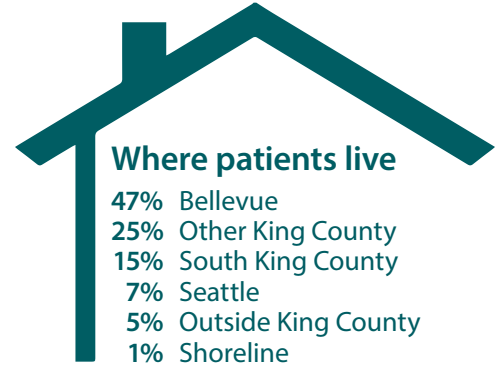 Where patients live
47% Bellevue
25% Other King County
15% South King County
7% Seattle
5% Outside King County
1% Shoreline